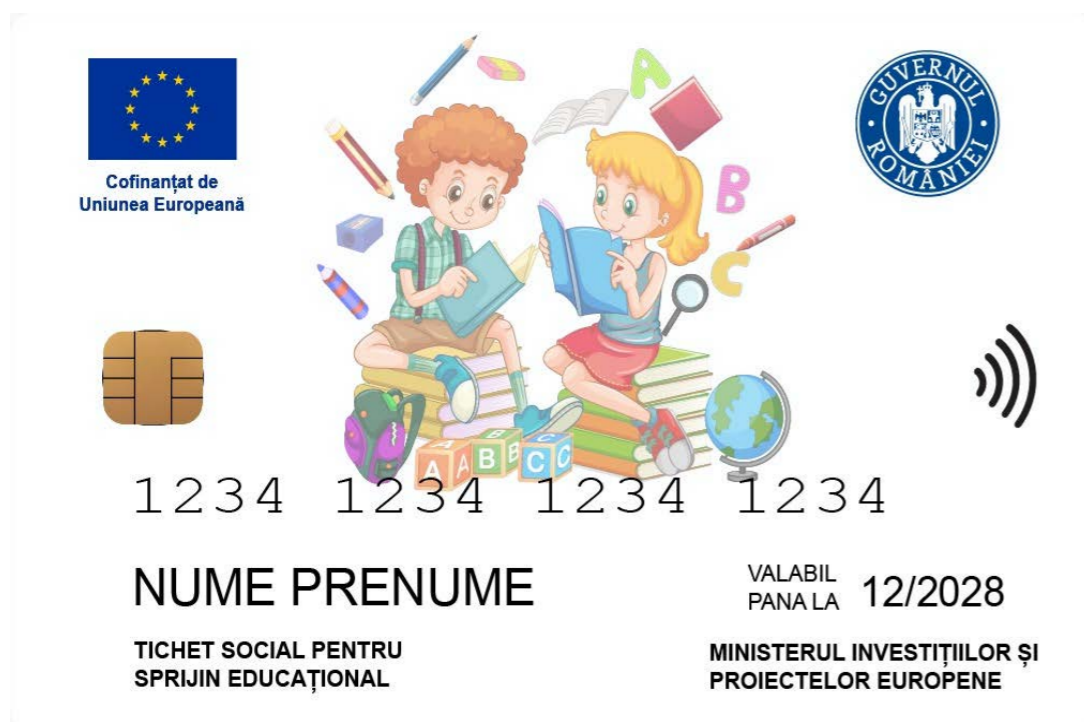 Cofinanțat de
Uniunea Europeană
GUVERNUL ROMÂNIEI
A
B
C
A A B B C C
1234 1234 1234 1234
NUME PRENUME
VALABIL
PANA LA 12/2028
TICHET SOCIAL PENTRU
SPRIJIN EDUCAȚIONAL
MINISTERUL INVESTIȚIILOR ȘI
PROIECTELOR EUROPENE